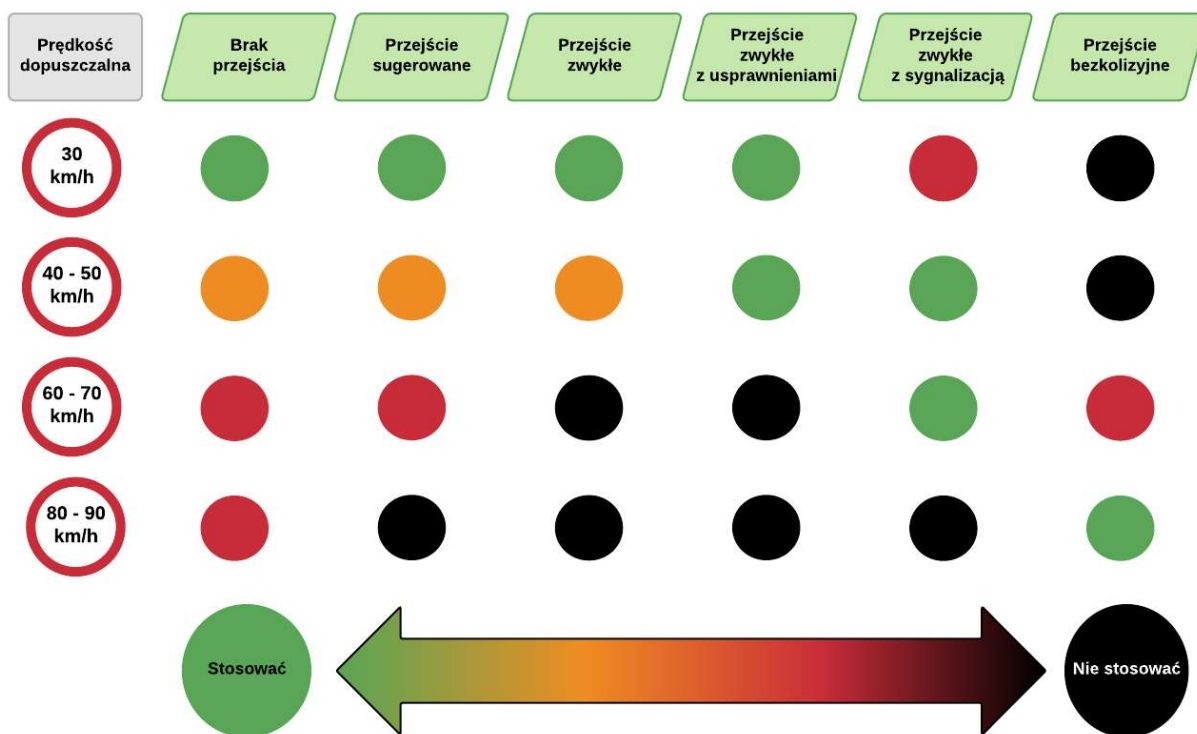 Prędkość
dopuszczalna
Brak
przejścia
Przejście
sugerowane
Przejście
zwykłe
Przejście
zwykłe
z usprawnieniami
Przejście
zwykłe
z sygnalizacją
Przejście
bezkolizyjne
30
km/h
40 - 50
km/h
60 - 70
km/h
80 - 90
km/h
Stosować
Nie stosować